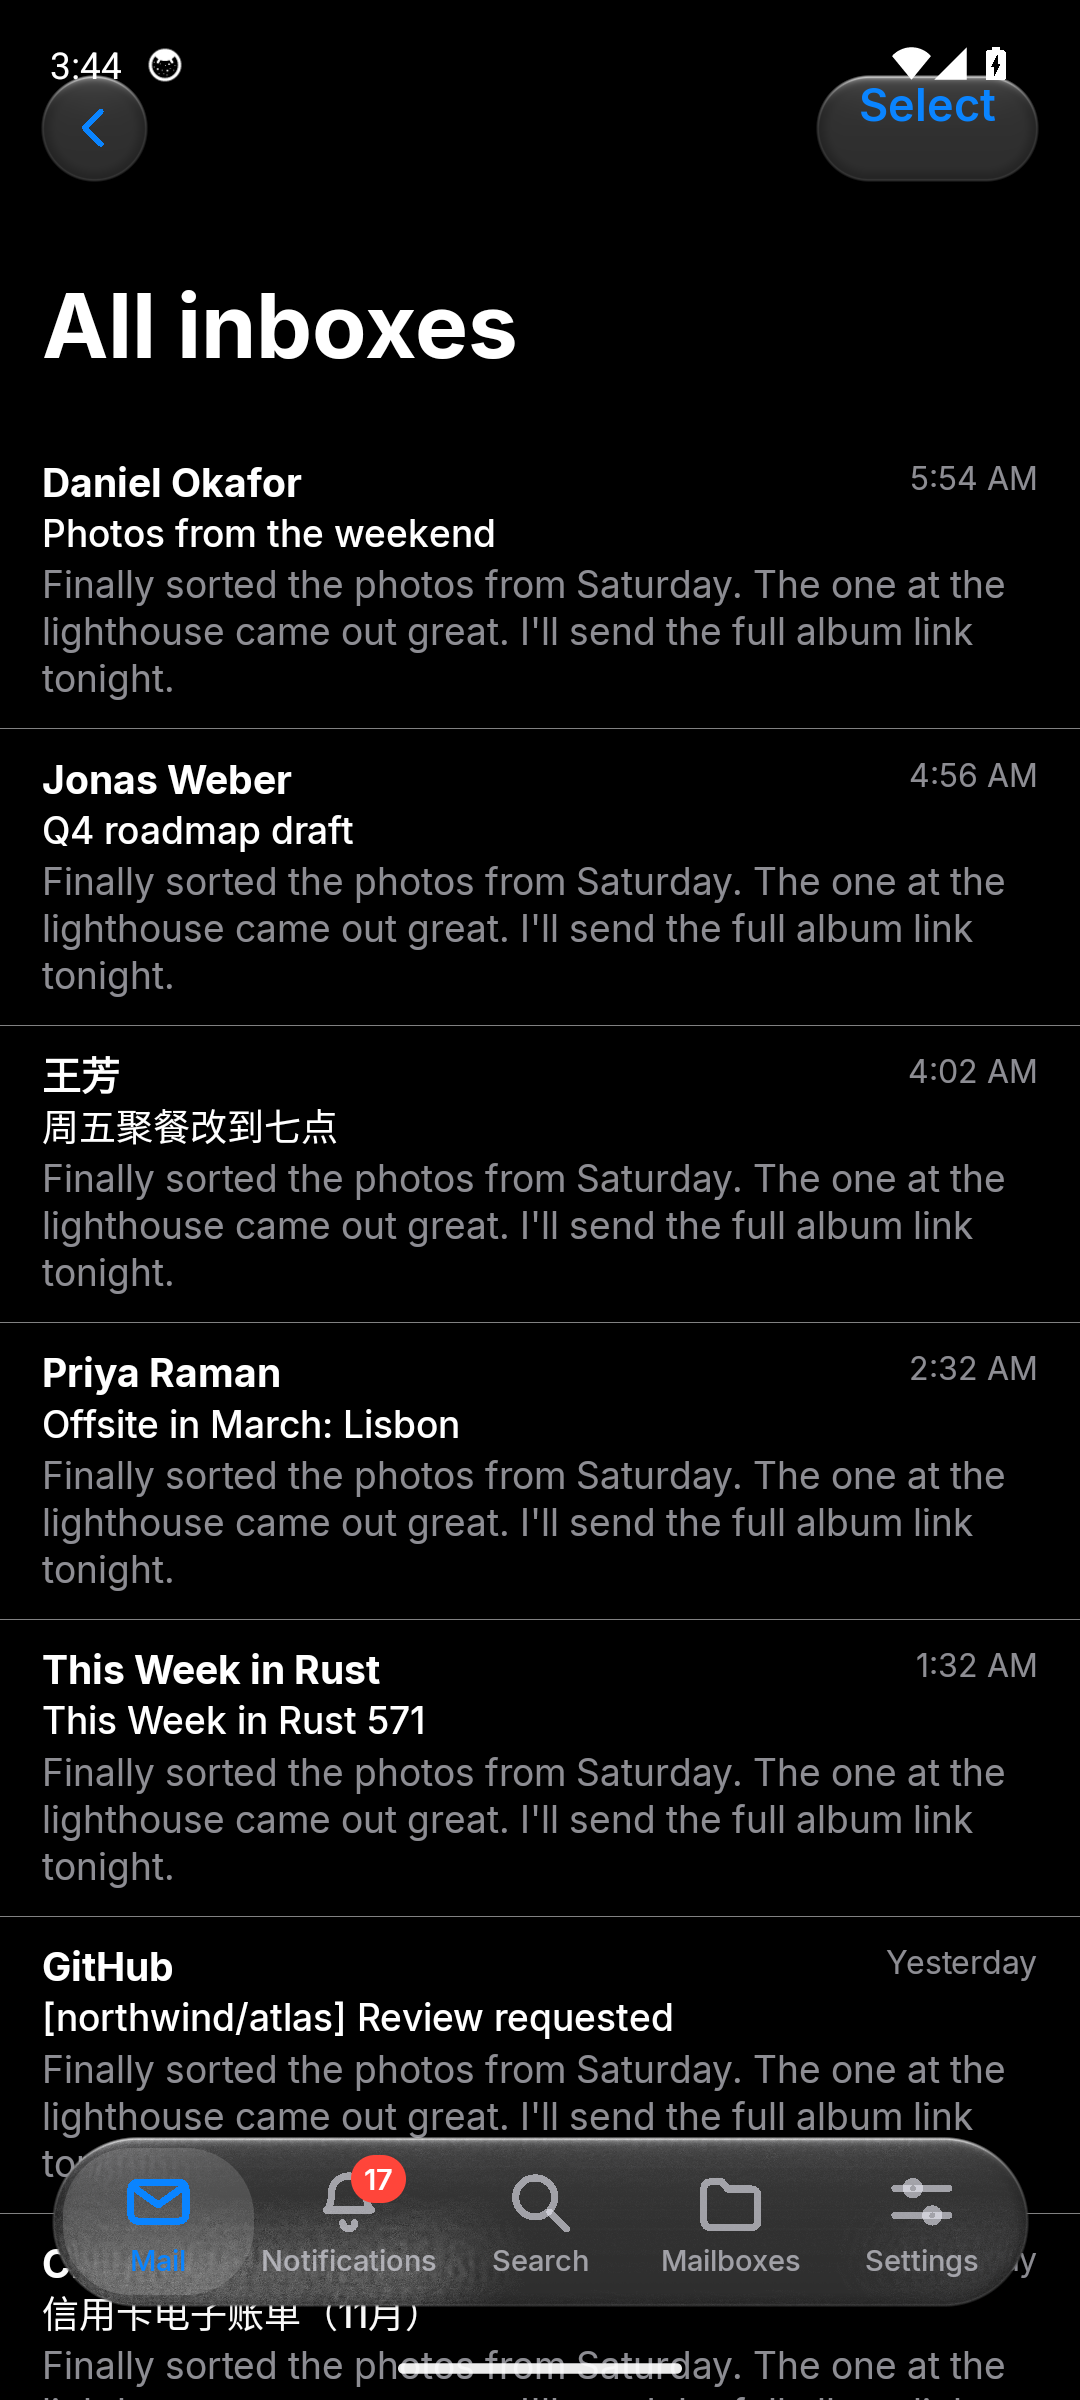 3:44
Select
All inboxes
Daniel Okafor 5:54 AM
Photos from the weekend
Finally sorted the photos from Saturday. The one at the
lighthouse came out great. I'll send the full album link
tonight.
Jonas Weber 4:56 AM
Q4 roadmap draft
Finally sorted the photos from Saturday. The one at the
lighthouse came out great. I'll send the full album link
tonight.
王芳 4:02 AM
周五聚餐改到七点
Finally sorted the photos from Saturday. The one at the
lighthouse came out great. I'll send the full album link
tonight.
Priya Raman 2:32 AM
Offsite in March: Lisbon
Finally sorted the photos from Saturday. The one at the
lighthouse came out great. I'll send the full album link
tonight.
This Week in Rust 1:32 AM
This Week in Rust 571
Finally sorted the photos from Saturday. The one at the
lighthouse came out great. I'll send the full album link
tonight.
GitHub Yesterday
[northwind/atlas] Review requested
Finally sorted the photos from Saturday. The one at the
lighthouse came out great. I'll send the full album link
17
Mail Notifications Search Mailboxes Settings
信用卡电子账单（11月）
Finally sorted the photos from Saturday. The one at the